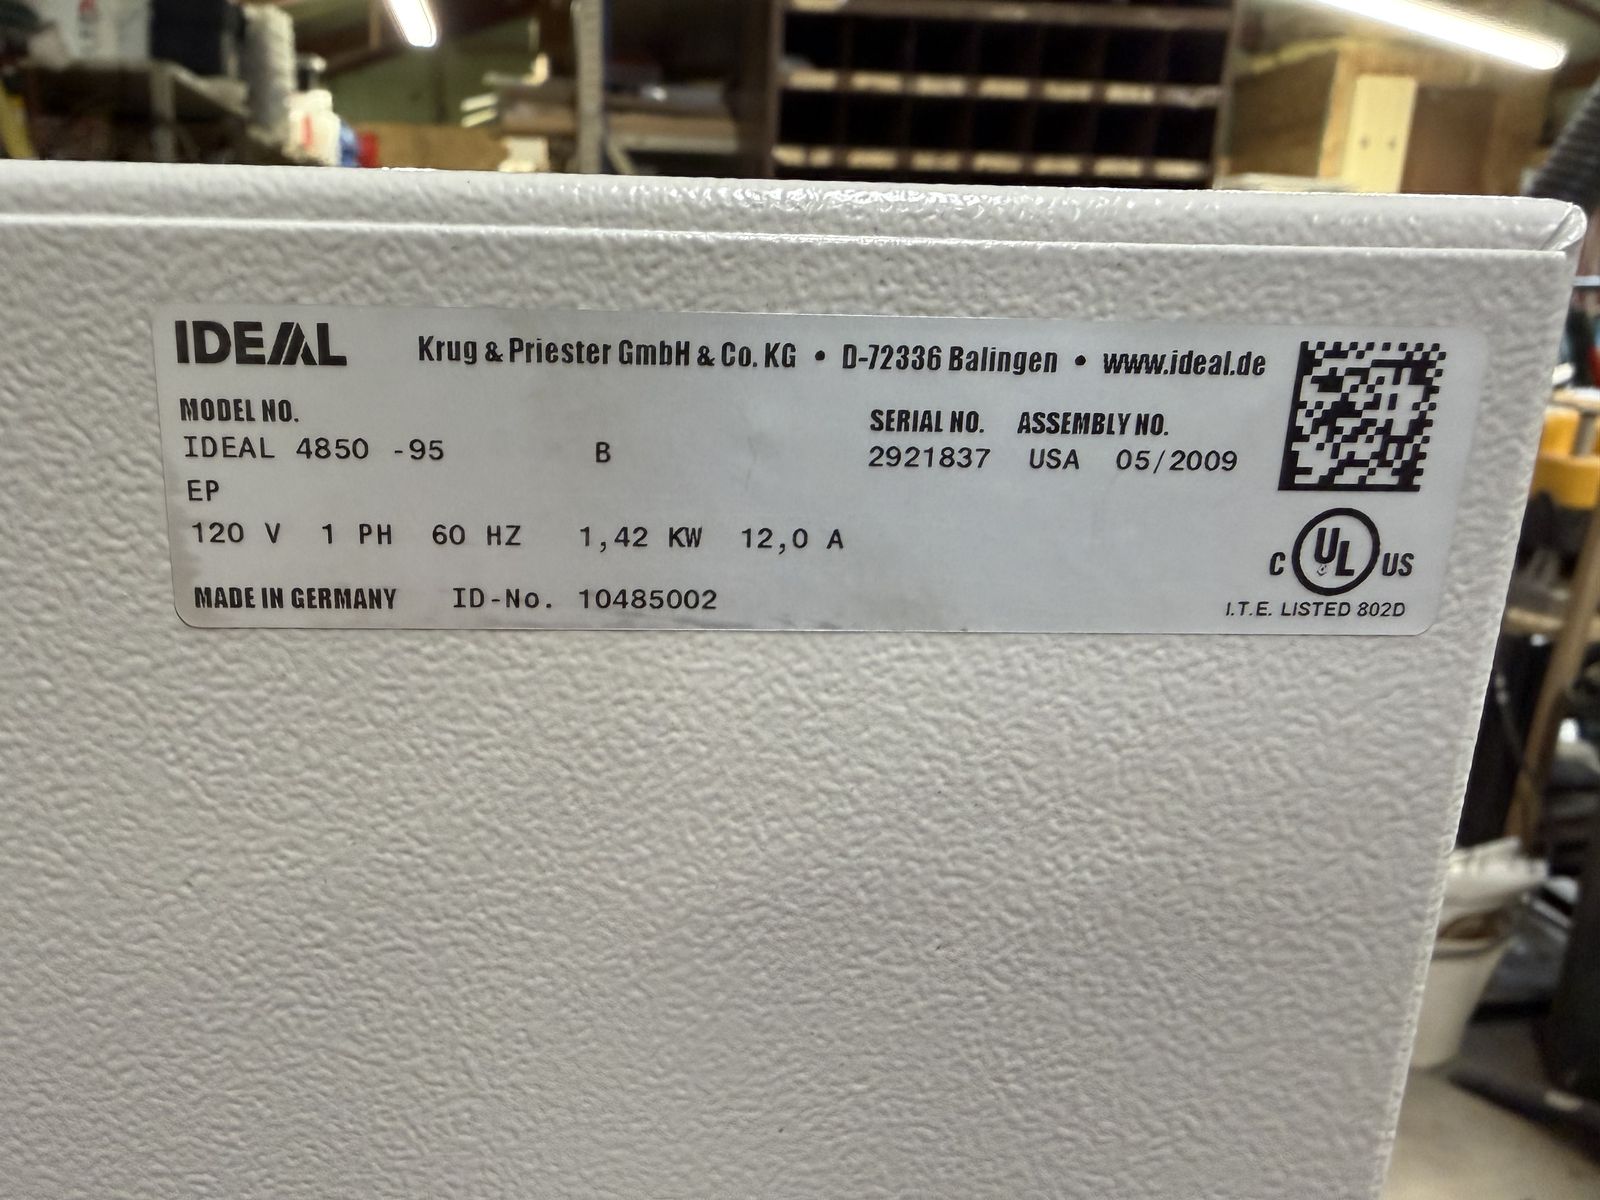 IDEAL Krug & Priester GmbH & Co. KG • D-72336 Balingen • www.ideal.de
MODEL NO. SERIAL NO. ASSEMBLY NO.
IDEAL 4850 -95 B 2921837 USA 05/2009
EP
120 V 1 PH 60 HZ 1,42 KW 12,0 A
C UL US
MADE IN GERMANY ID-No. 10485002
I.T.E. LISTED 802D